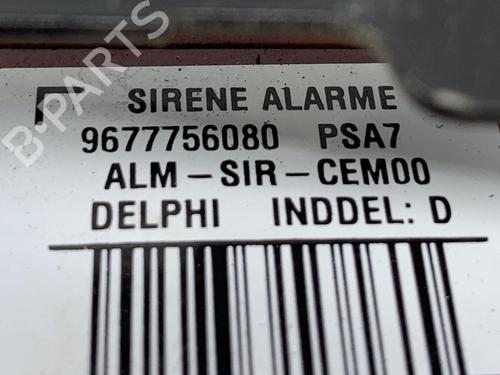 SIRENE ALARME
9677756080 PSA7
ALM-SIR-CEM00
DELPHI INDDEL: D
B-PARTS